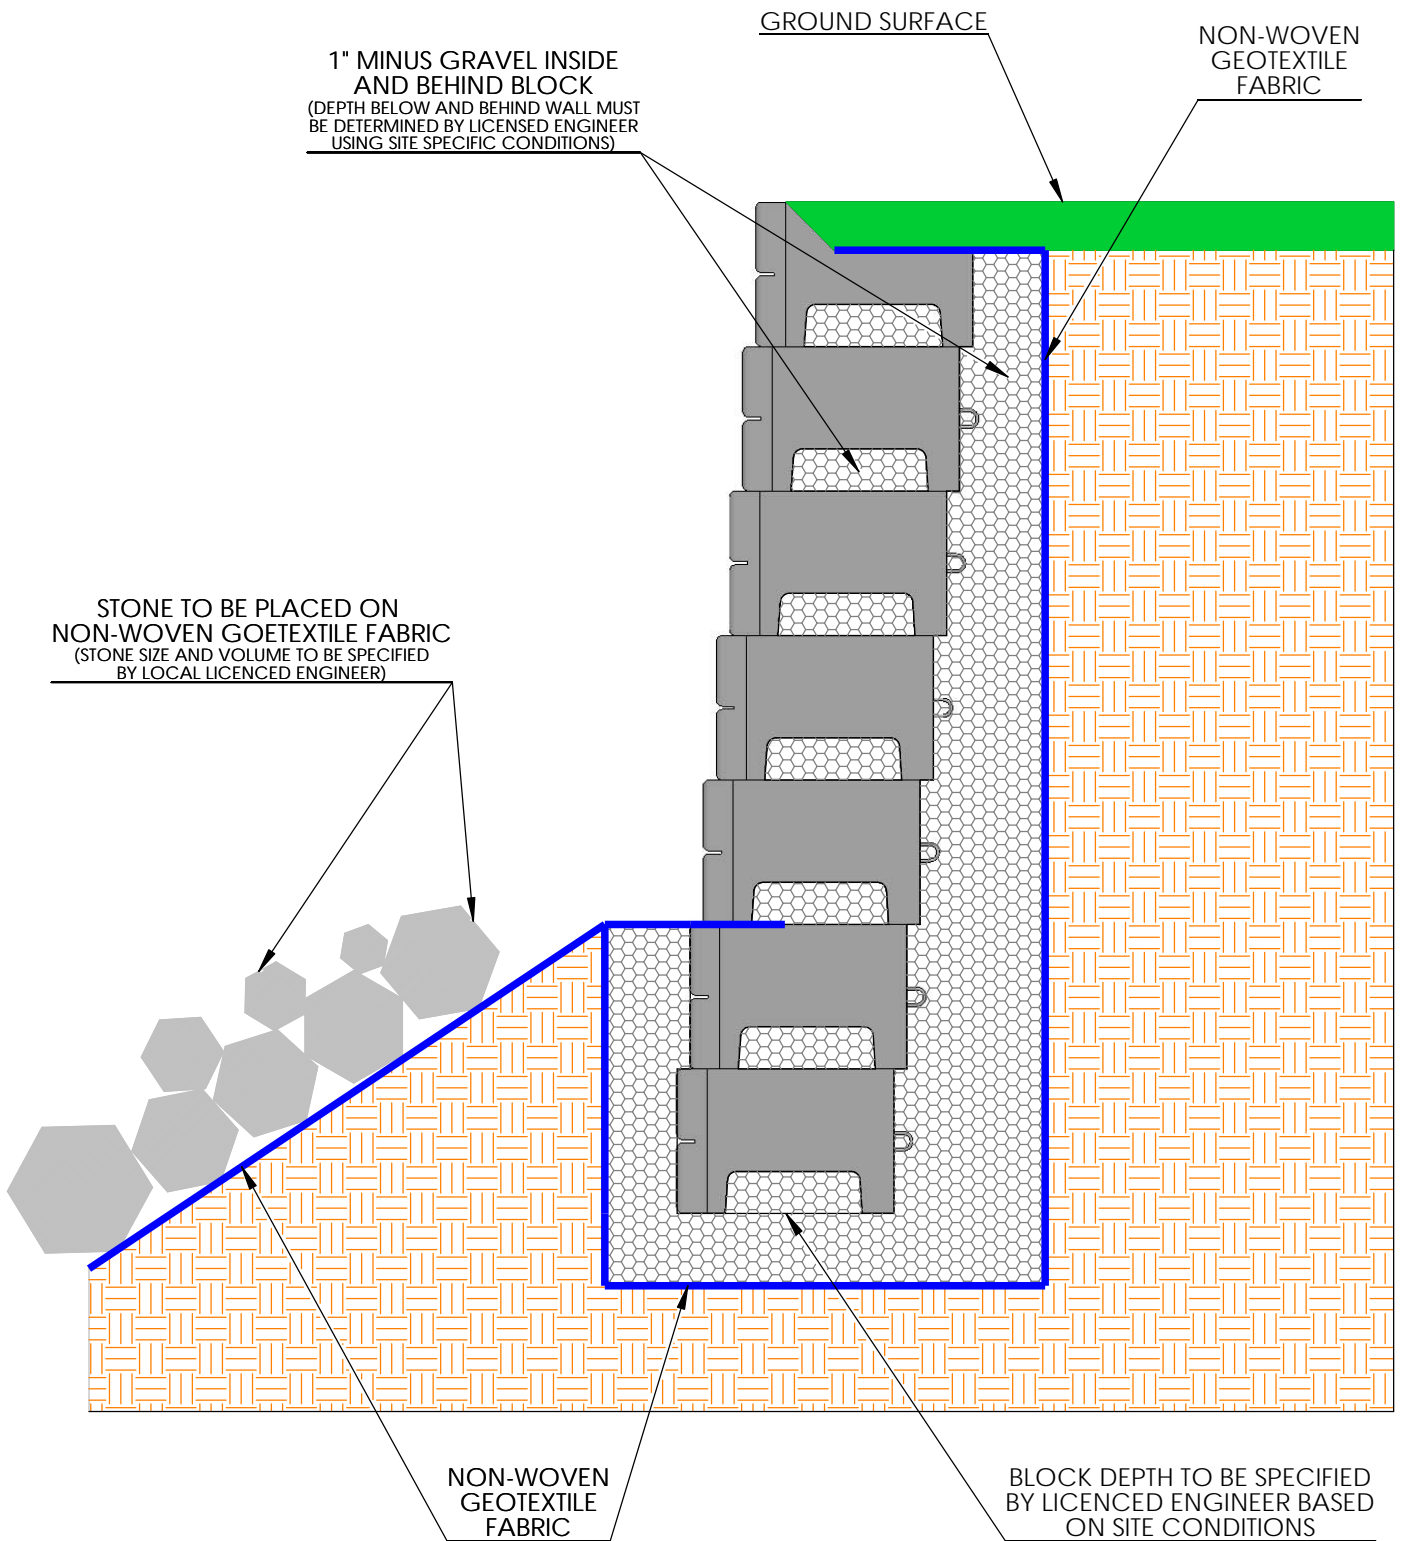 GROUND SURFACE
NON-WOVEN
GEOTEXTILE
FABRIC
1" MINUS GRAVEL INSIDE
AND BEHIND BLOCK
(DEPTH BELOW AND BEHIND WALL MUST
BE DETERMINED BY LICENSED ENGINEER
USING SITE SPECIFIC CONDITIONS)
STONE TO BE PLACED ON
NON-WOVEN GOETEXTILE FABRIC
(STONE SIZE AND VOLUME TO BE SPECIFIED
BY LOCAL LICENCED ENGINEER)
NON-WOVEN
GEOTEXTILE
FABRIC
BLOCK DEPTH TO BE SPECIFIED
BY LICENCED ENGINEER BASED
ON SITE CONDITIONS